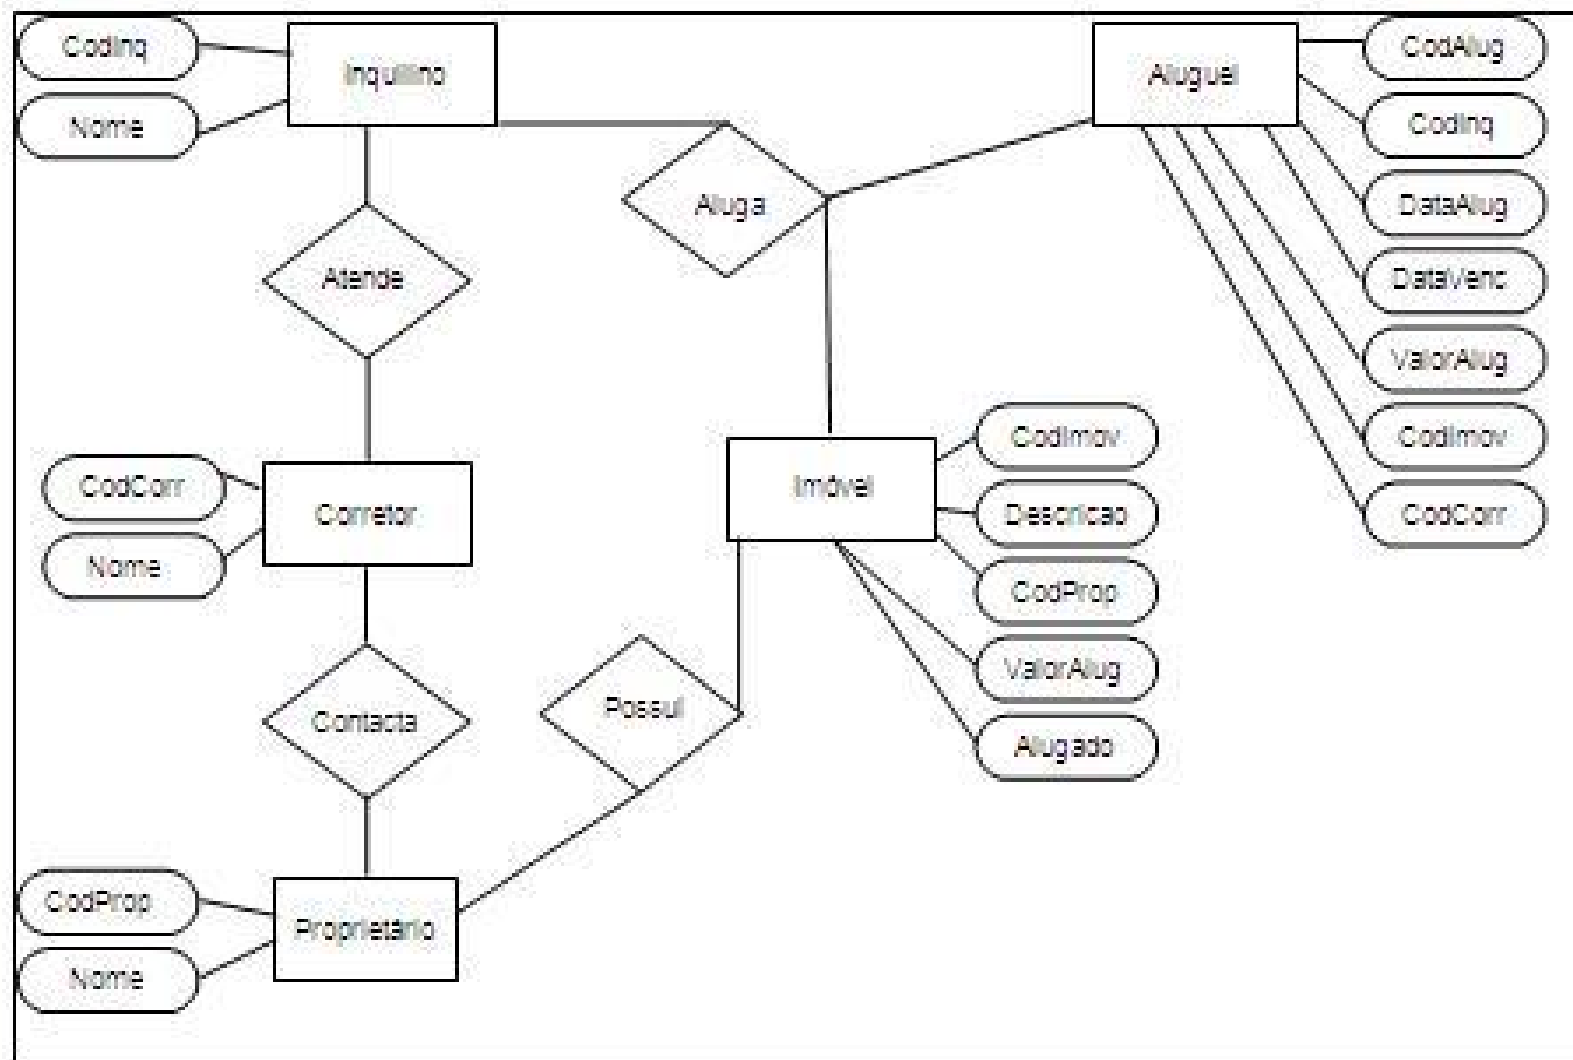 CodInq
Inquilino
Aluguel
CodAlug
Nome
CodInq
Aluga
DataAlug
Atende
DataVenc
ValorAlug
CodImov
CodImov
CodCorr
Corretor
Imóvel
Descricao
CodCorr
Nome
CodProp
ValorAlug
Contacta
Possui
Alugado
CodProp
Proprietário
Nome